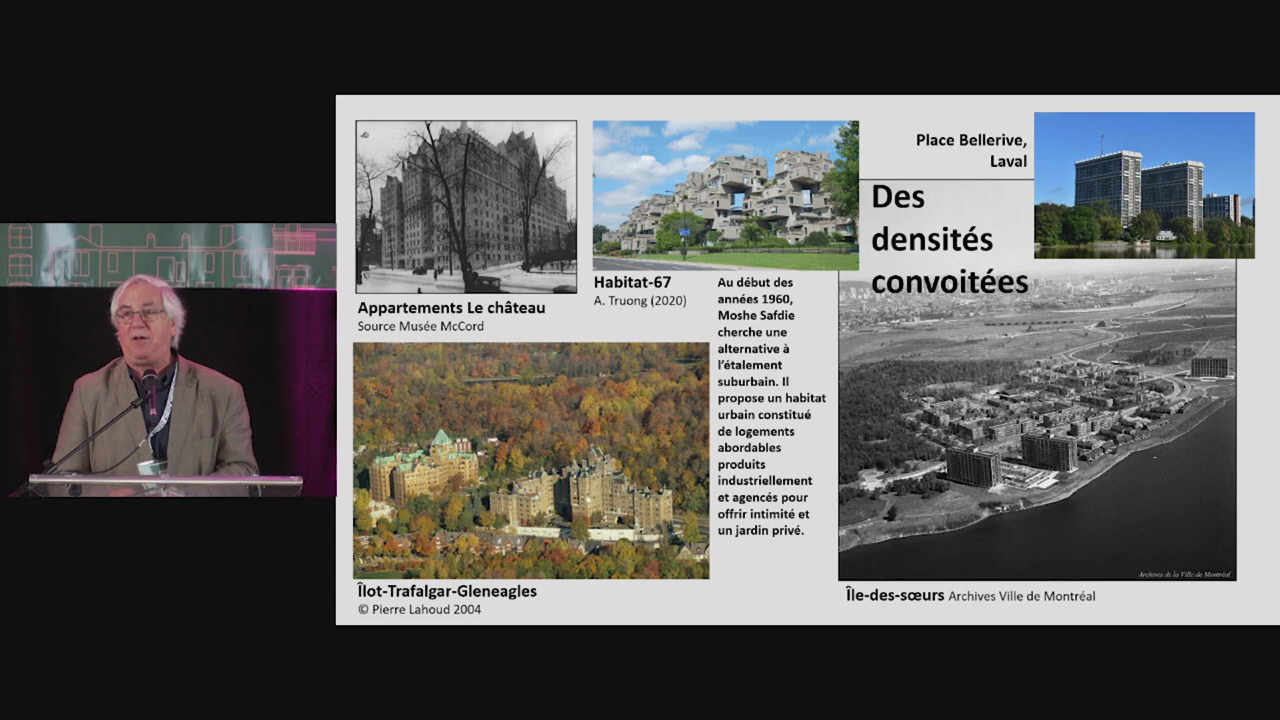 Place Bellerive,
Laval
Des
densités
convoitées
Appartements Le château
Source Musée McCord
Habitat-67
A. Truong (2020)
Au début des
années 1960,
Moshe Safdie
cherche une
alternative à
l'étalement
suburbain. Il
propose un habitat
urbain constitué
de logements
abordables
produits
industriellement
et agencés pour
offrir intimité et
un jardin privé.
Îlot-Trafalgar-Gleneagles
© Pierre Lahoud 2004
Archives de la Ville de Montréal
Île-des-sœurs Archives Ville de Montréal